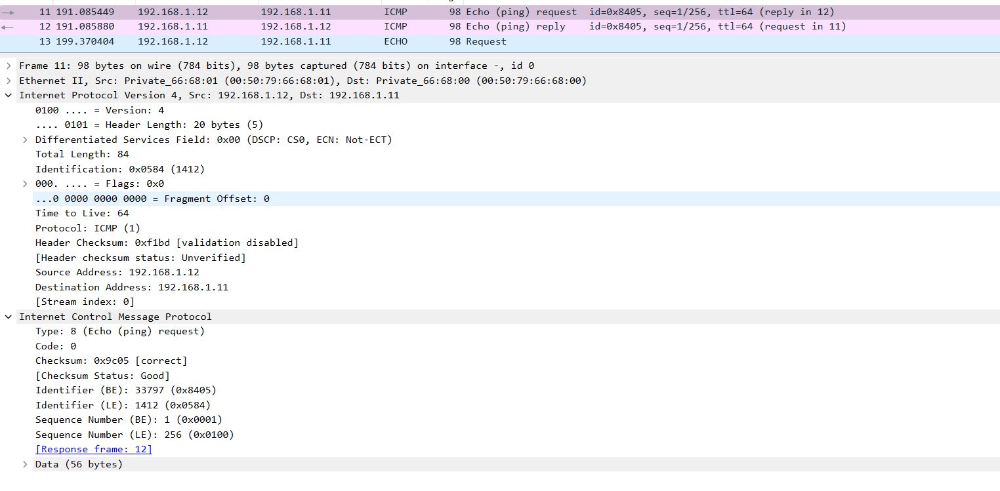 11 191.085449 192.168.1.12 192.168.1.11 ICMP 98 Echo (ping) request id=0x8405, seq=1/256, ttl=64 (reply in 12)
12 191.085880 192.168.1.11 192.168.1.12 ICMP 98 Echo (ping) reply id=0x8405, seq=1/256, ttl=64 (request in 11)
13 199.370404 192.168.1.12 192.168.1.11 ECHO 98 Request
Frame 11: 98 bytes on wire (784 bits), 98 bytes captured (784 bits) on interface -, id 0
Ethernet II, Src: Private_66:68:01 (00:50:79:66:68:01), Dst: Private_66:68:00 (00:50:79:66:68:00)
Internet Protocol Version 4, Src: 192.168.1.12, Dst: 192.168.1.11
0100 .... = Version: 4
.... 0101 = Header Length: 20 bytes (5)
Differentiated Services Field: 0x00 (DSCP: CS0, ECN: Not-ECT)
Total Length: 84
Identification: 0x0584 (1412)
000. .... = Flags: 0x0
...0 0000 0000 0000 = Fragment Offset: 0
Time to Live: 64
Protocol: ICMP (1)
Header Checksum: 0xf1bd [validation disabled]
[Header checksum status: Unverified]
Source Address: 192.168.1.12
Destination Address: 192.168.1.11
[Stream index: 0]
Internet Control Message Protocol
Type: 8 (Echo (ping) request)
Code: 0
Checksum: 0x9c05 [correct]
[Checksum Status: Good]
Identifier (BE): 33797 (0x8405)
Identifier (LE): 1412 (0x0584)
Sequence Number (BE): 1 (0x0001)
Sequence Number (LE): 256 (0x0100)
[Response frame: 12]
Data (56 bytes)